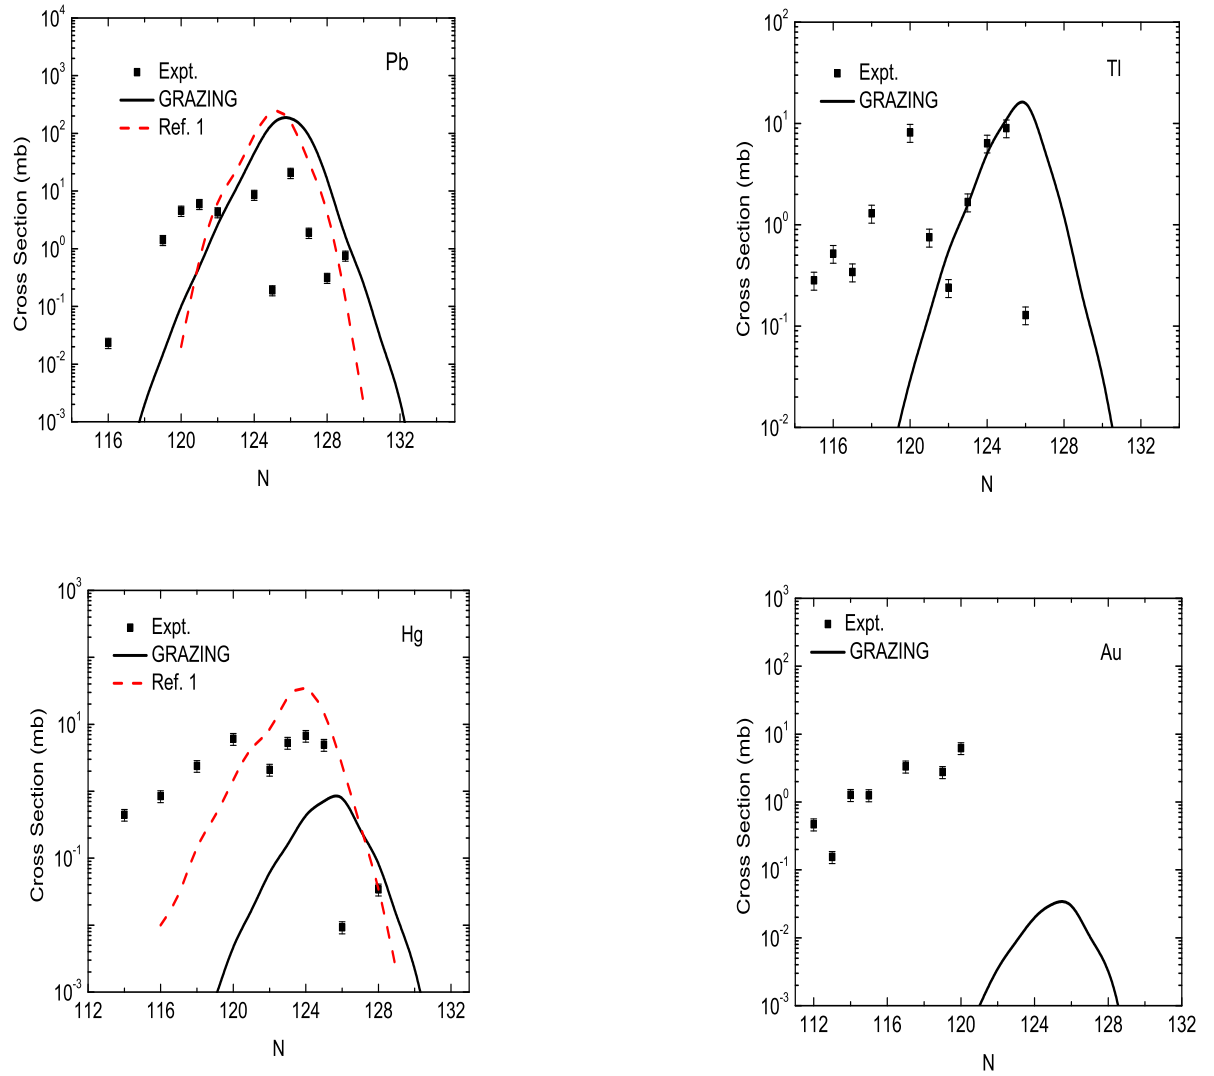 Pb
Expt.
GRAZING
Ref. 1
Cross Section (mb)
10^4
10^3
10^2
10^1
10^0
10^-1
10^-2
10^-3
116 120 124 128 132
N
Tl
Expt.
GRAZING
Cross Section (mb)
10^2
10^1
10^0
10^-1
10^-2
116 120 124 128 132
N
Hg
Expt.
GRAZING
Ref. 1
Cross Section (mb)
10^3
10^1
10^-1
10^-3
112 116 120 124 128 132
N
Au
Expt.
GRAZING
Cross Section (mb)
10^3
10^2
10^1
10^0
10^-1
10^-2
10^-3
112 116 120 124 128 132
N